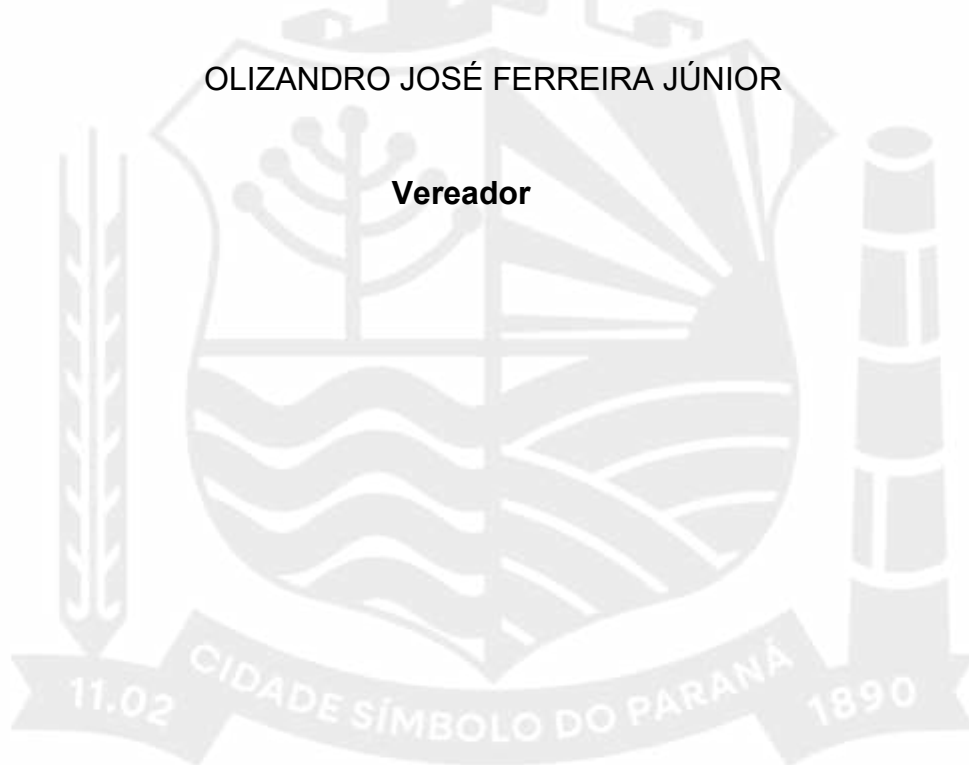 OLIZANDRO JOSÉ FERREIRA JÚNIOR
Vereador
11.02 CIDADE SÍMBOLO DO PARANÁ 1890